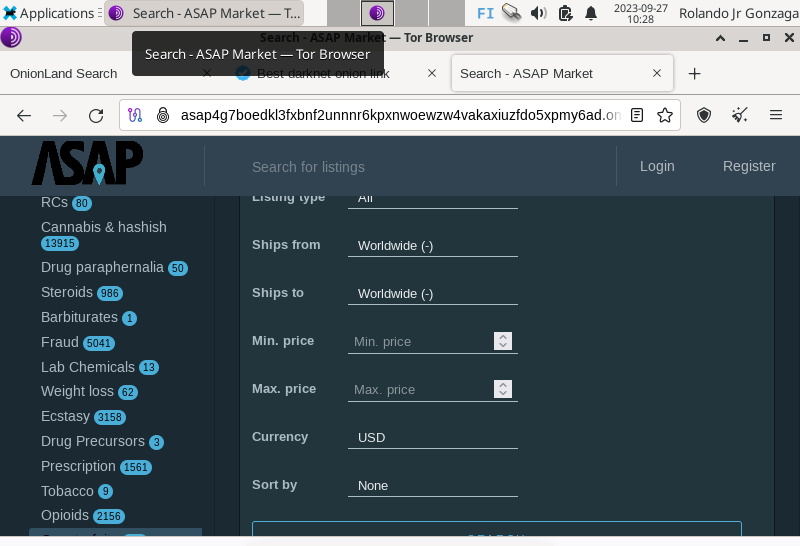 Applications
Search - ASAP Market — T...
FI
2023-09-27
10:28
Rolando Jr Gonzaga
Search - ASAP Market — Tor Browser
Search - ASAP Market — Tor Browser
OnionLand Search
Best darknet onion link
Search - ASAP Market
asap4g7boedkl3fxbnf2unnnr6kpxnwoewzw4vakaxiuzfdo5xpmy6ad.on
ASAP
Search for listings
Login
Register
RCs 80
Cannabis & hashish
13915
Drug paraphernalia 50
Steroids 986
Barbiturates 1
Fraud 5041
Lab Chemicals 13
Weight loss 62
Ecstasy 3158
Drug Precursors 3
Prescription 1561
Tobacco 9
Opioids 2156
Listing type All
Ships from Worldwide (-)
Ships to Worldwide (-)
Min. price Min. price
Max. price Max. price
Currency USD
Sort by None